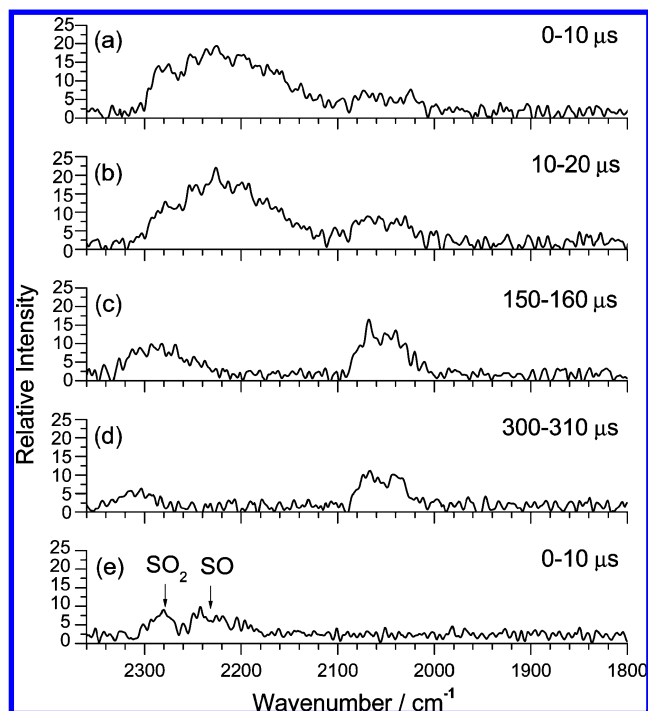 25
20
15
10
5
0
(a)
0-10 μs
25
20
15
10
5
0
(b)
10-20 μs
25
20
15
10
5
0
(c)
150-160 μs
25
20
15
10
5
0
(d)
300-310 μs
25
20
15
10
5
0
(e)
SO₂ SO
0-10 μs
Relative Intensity
2300 2200 2100 2000 1900 1800
Wavenumber / cm⁻¹